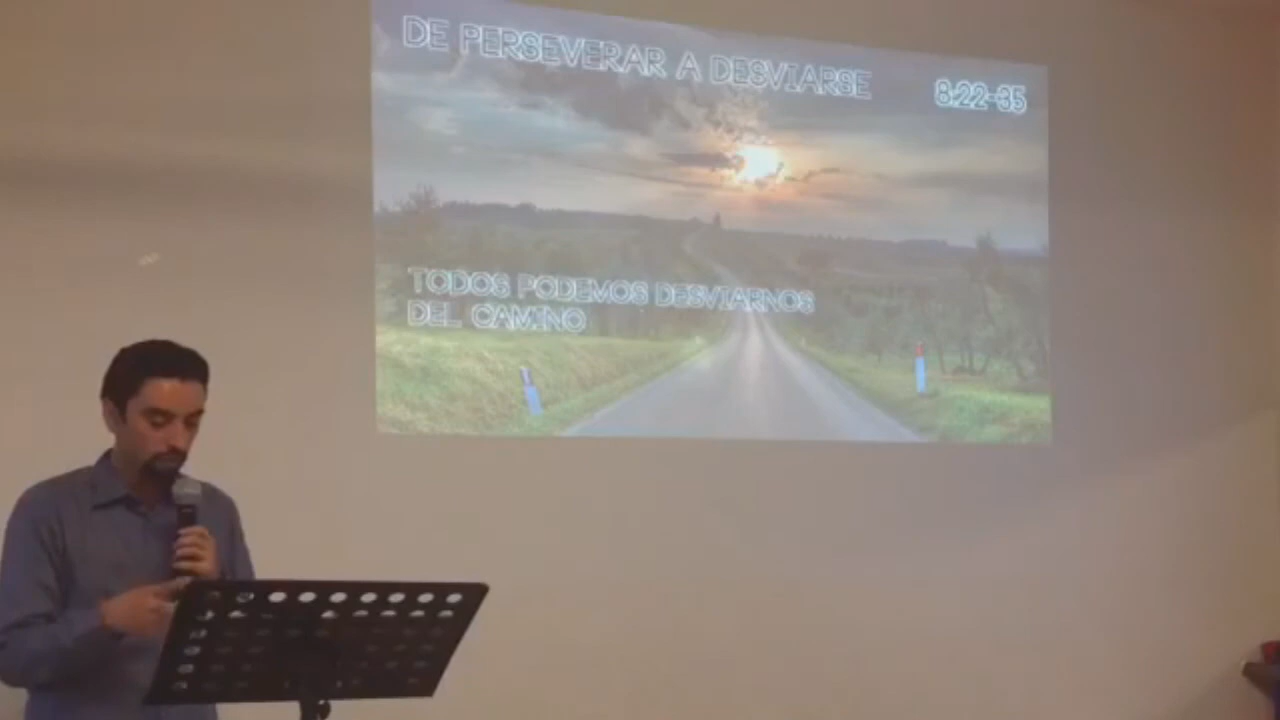 DE PERSEVERAR A DESVIARSE
8:22-35
TODOS PODEMOS DESVIARNOS
DEL CAMINO